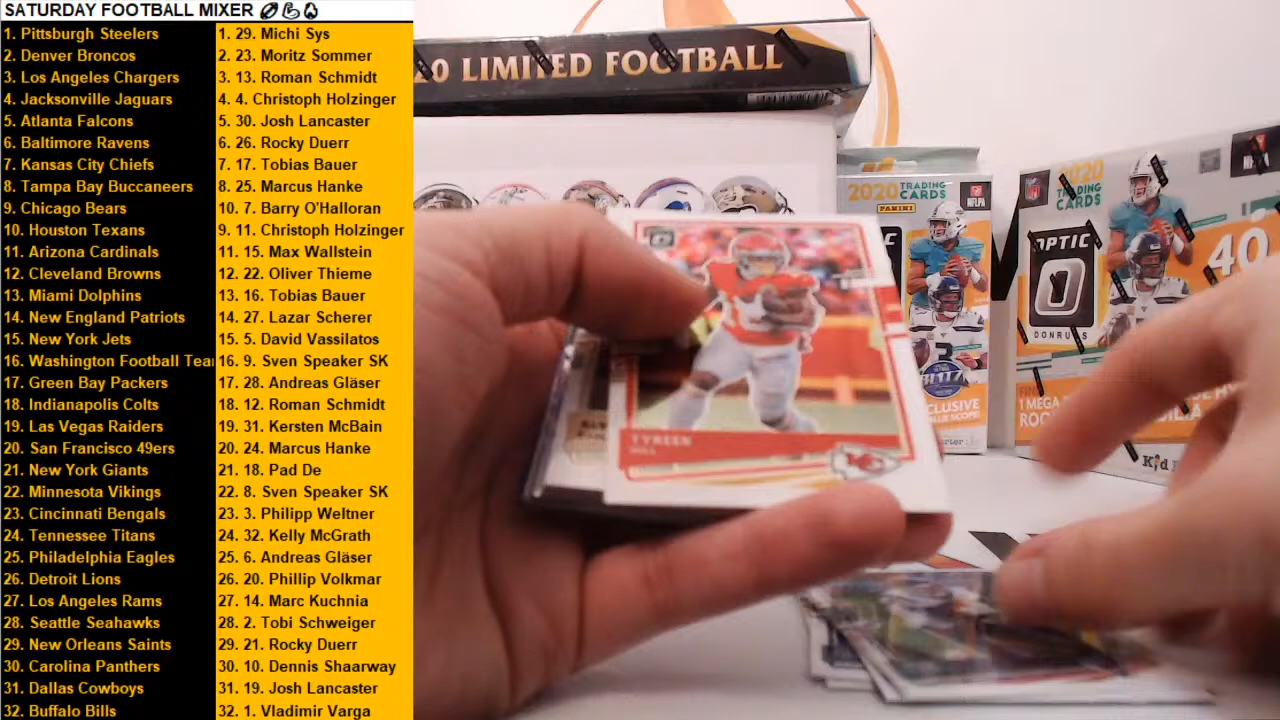 SATURDAY FOOTBALL MIXER 🏈💪🔥
1. Pittsburgh Steelers
2. Denver Broncos
3. Los Angeles Chargers
4. Jacksonville Jaguars
5. Atlanta Falcons
6. Baltimore Ravens
7. Kansas City Chiefs
8. Tampa Bay Buccaneers
9. Chicago Bears
10. Houston Texans
11. Arizona Cardinals
12. Cleveland Browns
13. Miami Dolphins
14. New England Patriots
15. New York Jets
16. Washington Football Tear
17. Green Bay Packers
18. Indianapolis Colts
19. Las Vegas Raiders
20. San Francisco 49ers
21. New York Giants
22. Minnesota Vikings
23. Cincinnati Bengals
24. Tennessee Titans
25. Philadelphia Eagles
26. Detroit Lions
27. Los Angeles Rams
28. Seattle Seahawks
29. New Orleans Saints
30. Carolina Panthers
31. Dallas Cowboys
32. Buffalo Bills
1. 29. Michi Sys
2. 23. Moritz Sommer
3. 13. Roman Schmidt
4. 4. Christoph Holzinger
5. 30. Josh Lancaster
6. 26. Rocky Duerr
7. 17. Tobias Bauer
8. 25. Marcus Hanke
10. 7. Barry O'Halloran
9. 11. Christoph Holzinger
11. 15. Max Wallstein
12. 22. Oliver Thieme
13. 16. Tobias Bauer
14. 27. Lazar Scherer
15. 5. David Vassilatos
16. 9. Sven Speaker SK
17. 28. Andreas Gläser
18. 12. Roman Schmidt
19. 31. Kersten McBain
20. 24. Marcus Hanke
21. 18. Pad De
22. 8. Sven Speaker SK
23. 3. Philipp Weltner
24. 32. Kelly McGrath
25. 6. Andreas Gläser
26. 20. Phillip Volkmar
27. 14. Marc Kuchnia
28. 2. Tobi Schweiger
29. 21. Rocky Duerr
30. 10. Dennis Shaarway
31. 19. Josh Lancaster
32. 1. Vladimir Varga
20 LIMITED FOOTBALL
2020 TRADING CARDS
PANINI
NFLPA
BLITZ
CLUSIVE
2020
TRADING
CARDS
OPTIC
DONRUSS
40
1 MEGA
TYREEK
HILL